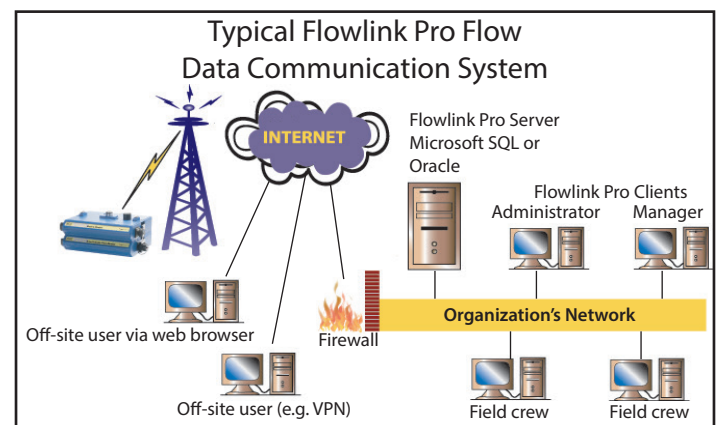 Typical Flowlink Pro Flow
Data Communication System
INTERNET
Flowlink Pro Server
Microsoft SQL or
Oracle
Flowlink Pro Clients
Administrator
Manager
Off-site user via web browser
Firewall
Organization's Network
Off-site user (e.g. VPN)
Field crew
Field crew